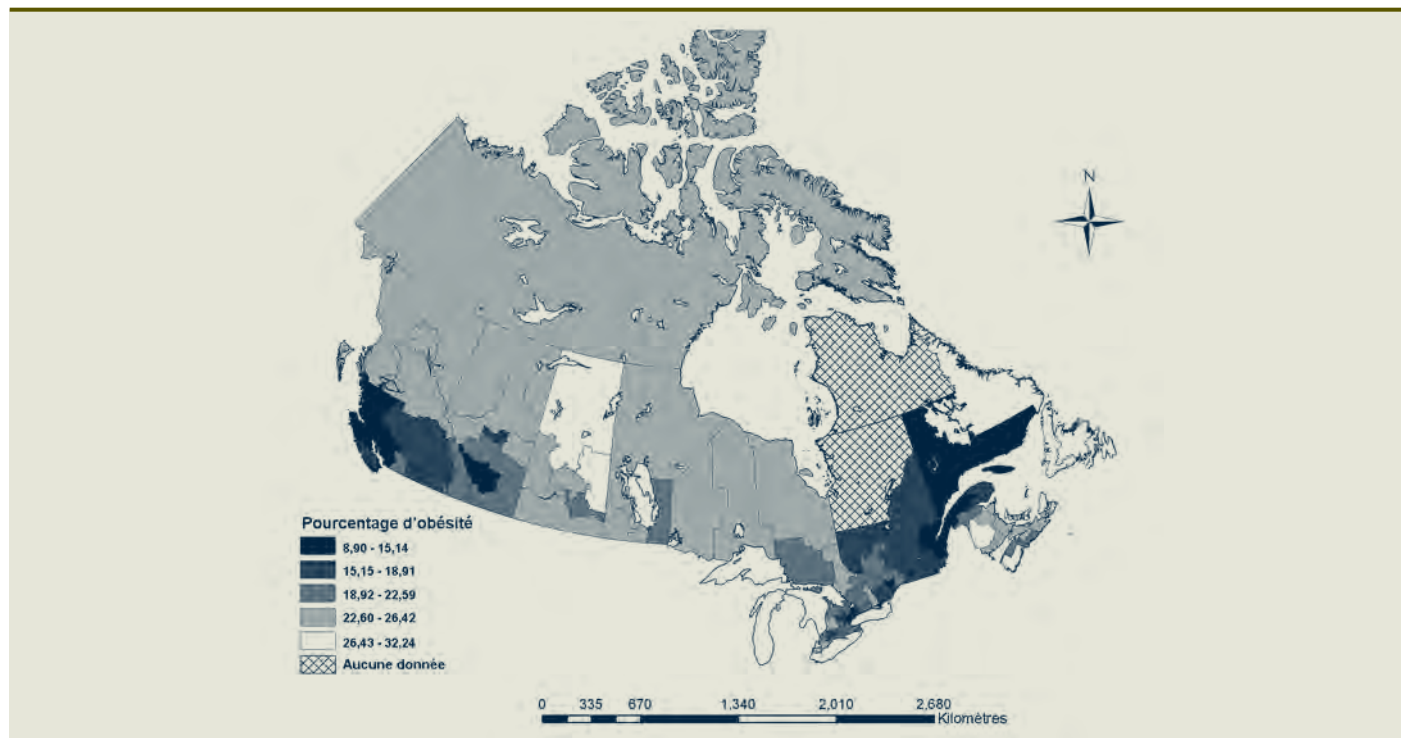 N
Pourcentage d'obésité
8,90 - 15,14
15,15 - 18,91
18,92 - 22,59
22,60 - 26,42
26,43 - 32,24
Aucune donnée
0 335 670 1,340 2,010 2,680
Kilomètres